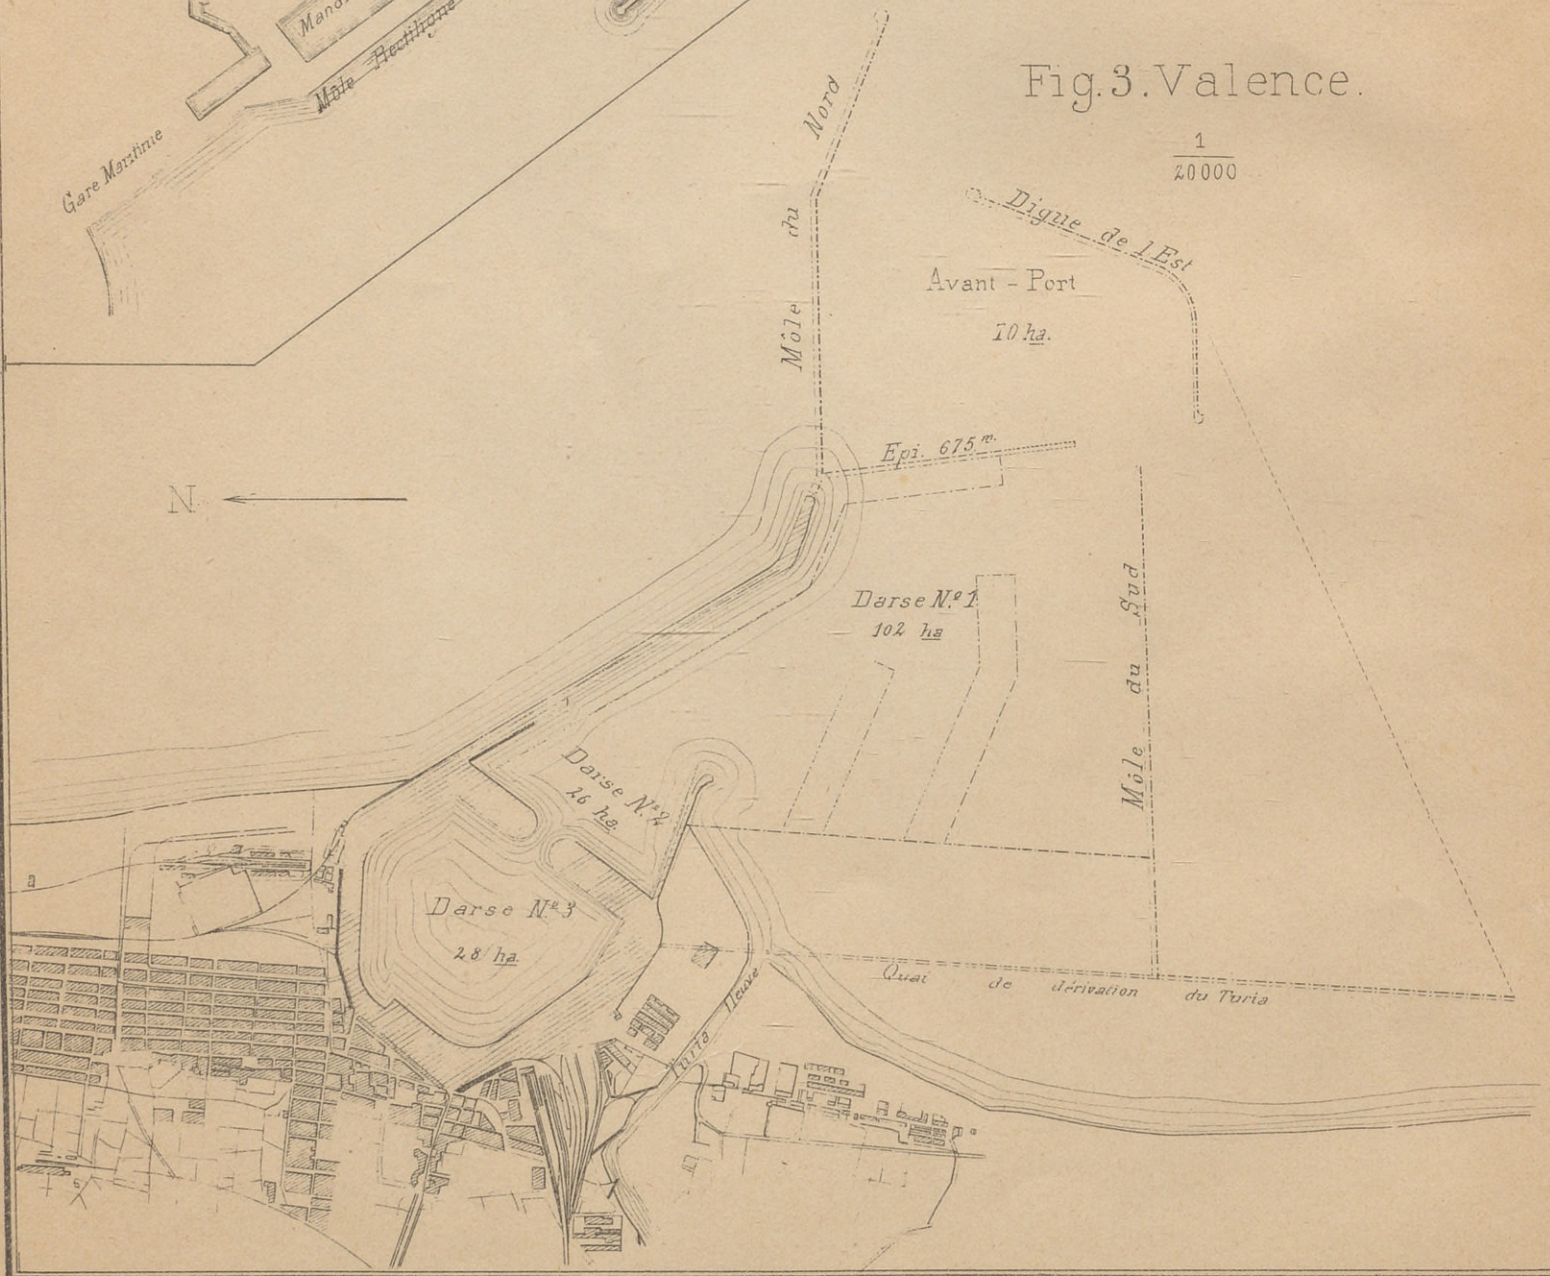 Môle Rectiligne
Gare Maritime
Fig. 3. Valence.
1
20000
Môle du Nord
Digue de l'Est
Avant-Port
70 ha.
Epi. 675 m.
N
Darse N.º 1
102 ha
Môle du Sud
Darse N.º 2
26 ha.
Darse N.º 3
28 ha
Quai de dérivation du Turia
Turia fleuve